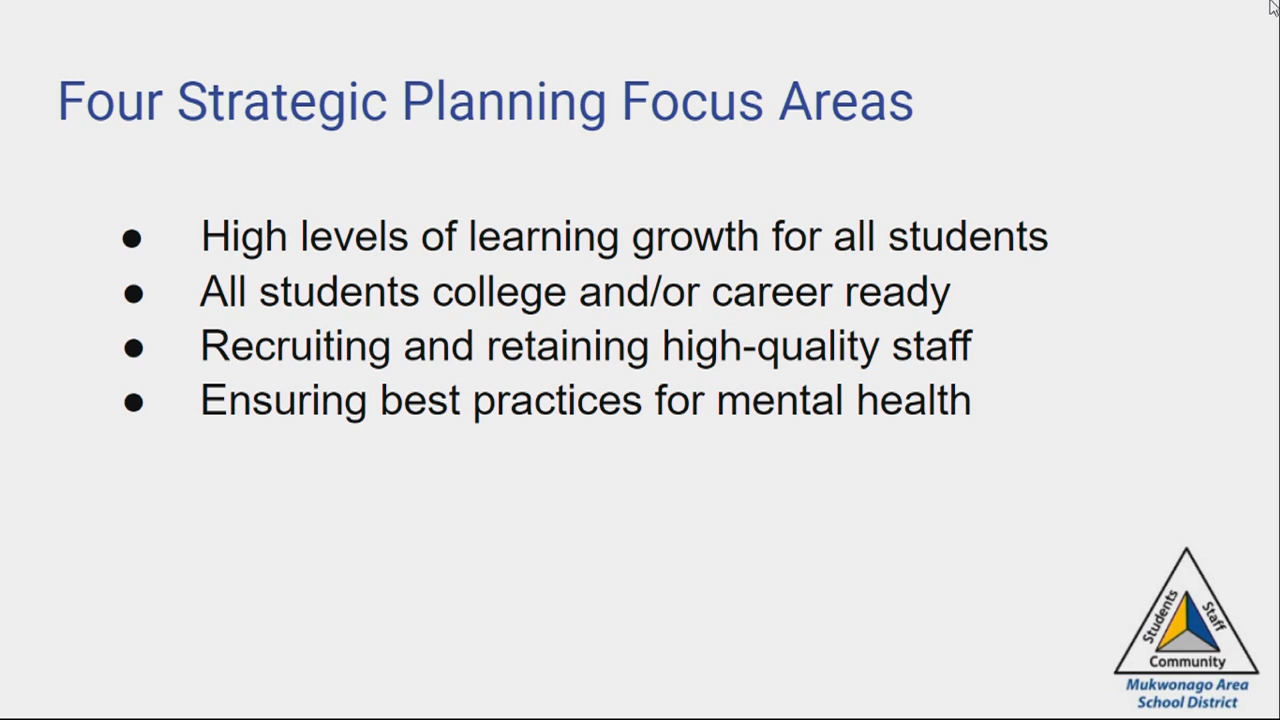 Four Strategic Planning Focus Areas
● High levels of learning growth for all students
● All students college and/or career ready
● Recruiting and retaining high-quality staff
● Ensuring best practices for mental health
Students
Staff
Community
Mukwonago Area
School District